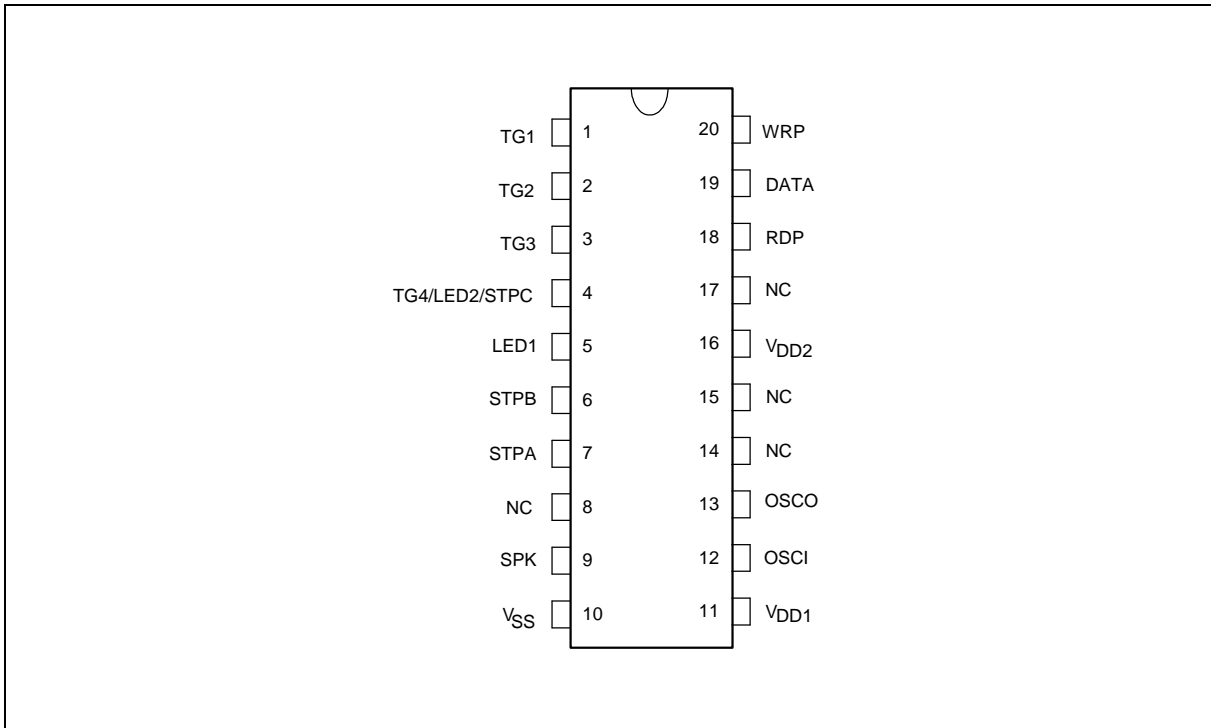 TG1 1 20 WRP
TG2 2 19 DATA
TG3 3 18 RDP
TG4/LED2/STPC 4 17 NC
LED1 5 16 VDD2
STPB 6 15 NC
STPA 7 14 NC
NC 8 13 OSCO
SPK 9 12 OSCI
VSS 10 11 VDD1